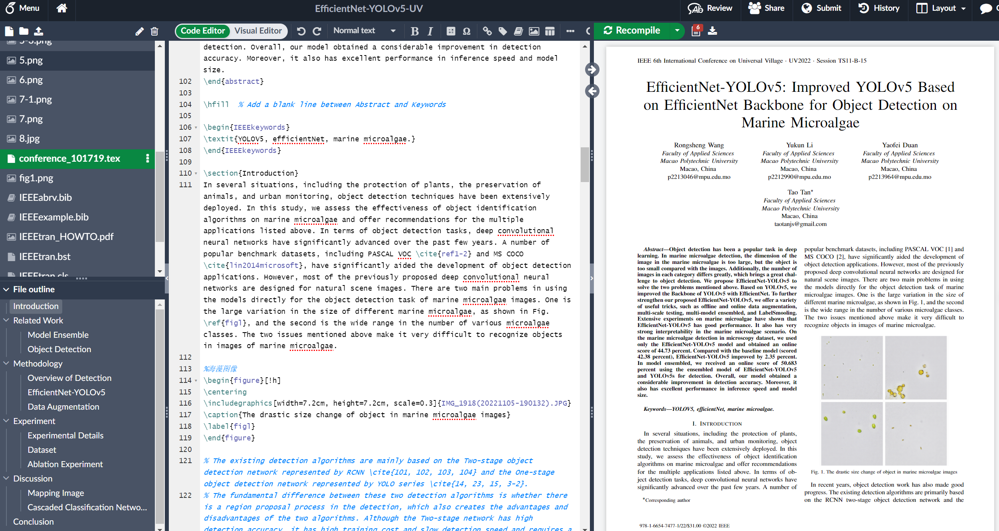 Menu
EfficientNet-YOLOv5-UV
Review
Share
Submit
History
Layout
Code Editor
Visual Editor
Normal text
B I
Ω
Recompile
6
5-3.png
5.png
6.png
7-1.png
7.png
8.jpg
conference_101719.tex
fig1.png
IEEEabrv.bib
IEEEexample.bib
IEEEtran_HOWTO.pdf
IEEEtran.bst
IEEEtran.cls
File outline
Introduction
Related Work
Model Ensemble
Object Detection
Methodology
Overview of Detection
EfficientNet-YOLOv5
Data Augmentation
Experiment
Experimental Details
Dataset
Ablation Experiment
Discussion
Mapping Image
Cascaded Classification Netwo...
Conclusion
detection. Overall, our model obtained a considerable improvement in detection
accuracy. Moreover, it also has excellent performance in inference speed and model
size.
102 \end{abstract}
103
104 \hfill % Add a blank line between Abstract and Keywords
105
106 \begin{IEEEkeywords}
107 \textit{YOLOV5, efficientNet, marine microalgae.}
108 \end{IEEEkeywords}
109
110 \section{Introduction}
111 In several situations, including the protection of plants, the preservation of
animals, and urban monitoring, object detection techniques have been extensively
deployed. In this study, we assess the effectiveness of object identification
algorithms on marine microalgae and offer recommendations for the multiple
applications listed above. In terms of object detection tasks, deep convolutional
neural networks have significantly advanced over the past few years. A number of
popular benchmark datasets, including PASCAL VOC \cite{ref1-2} and MS COCO
\cite{lin2014microsoft}, have significantly aided the development of object detection
applications. However, most of the previously proposed deep convolutional neural
networks are designed for natural scene images. There are two main problems in using
the models directly for the object detection task of marine microalgae images. One is
the large variation in the size of different marine microalgae, as shown in Fig.
\ref{figl}, and the second is the wide range in the number of various microalgae
classes. The two issues mentioned above make it very difficult to recognize objects
in images of marine microalgae.
112
113 %海藻图像
114 \begin{figure}[!h]
115 \centering
116 \includegraphics[width=7.2cm, height=7.2cm, scale=0.3]{IMG_1918(20221105-190132).JPG}
117 \caption{The drastic size change of object in marine microalgae images}
118 \label{figl}
119 \end{figure}
120
121 % The existing detection algorithms are mainly based on the Two-stage object
detection network represented by RCNN \cite{101, 102, 103, 104} and the One-stage
object detection network represented by YOLO series \cite{14, 23, 15, 3-2}.
122 % The fundamental difference between these two detection algorithms is whether there
is a region proposal process in the detection, which also creates the advantages and
disadvantages of the two algorithms. Although the Two-stage network has high
detection accuracy, it has high training cost and slow detection speed and requires a
IEEE 6th International Conference on Universal Village · UV2022 · Session TS11-B-15
EfficientNet-YOLOv5: Improved YOLOv5 Based
on EfficientNet Backbone for Object Detection on
Marine Microalgae
Rongsheng Wang
Faculty of Applied Sciences
Macao Polytechnic University
Macao, China
p2213046@mpu.edu.mo
Yukun Li
Faculty of Applied Sciences
Macao Polytechnic University
Macao, China
p2212990@mpu.edu.mo
Yaofei Duan
Faculty of Applied Sciences
Macao Polytechnic University
Macao, China
p2213964@mpu.edu.mo
Tao Tan*
Faculty of Applied Sciences
Macao Polytechnic University
Macao, China
taotanjs@gmail.com
Abstract—Object detection has been a popular task in deep
learning. In marine microalgae detection, the dimension of the
image in the marine microalgae is too large, but the object is
too small compared with the images. Additionally, the number of
images in each category differs greatly, which brings a great chal-
lenge to object detection. We propose EfficientNet-YOLOv5 to
solve the two problems mentioned above. Based on YOLOv5, we
improved the Backbone of YOLOv5 with EfficientNet. To further
strengthen our proposed EfficientNet-YOLOv5, we offer a variety
of useful tricks, such as offline and online data augmentation,
multi-scale testing, multi-model ensembled, and LabelSmooling.
Extensive experiments on marine microalgae have shown that
EfficientNet-YOLOv5 has good performance. It also has very
strong interpretability in the marine microalgae scenario. On
the marine microalgae detection in microscopy dataset, we used
only the EfficientNet-YOLOv5 model and obtained an online
score of 44.73 percent. Compared with the baseline model (scored
42.38 percent), EfficientNet-YOLOv5 improved by 2.35 percent.
In model ensembled, we received an online score of 50.683
percent using the ensembled model of EfficientNet-YOLOv5
and YOLOv5s for detection. Overall, our model obtained a
considerable improvement in detection accuracy. Moreover, it
also has excellent performance in inference speed and model
size.
Keywords—YOLOV5, efficientNet, marine microalgae.
I. INTRODUCTION
In several situations, including the protection of plants,
the preservation of animals, and urban monitoring, object
detection techniques have been extensively deployed. In this
study, we assess the effectiveness of object identification
algorithms on marine microalgae and offer recommendations
for the multiple applications listed above. In terms of ob-
ject detection tasks, deep convolutional neural networks have
significantly advanced over the past few years. A number of
*Corresponding author
popular benchmark datasets, including PASCAL VOC [1] and
MS COCO [2], have significantly aided the development of
object detection applications. However, most of the previously
proposed deep convolutional neural networks are designed for
natural scene images. There are two main problems in using
the models directly for the object detection task of marine
microalgae images. One is the large variation in the size of
different marine microalgae, as shown in Fig. 1, and the second
is the wide range in the number of various microalgae classes.
The two issues mentioned above make it very difficult to
recognize objects in images of marine microalgae.
Fig. 1. The drastic size change of object in marine microalgae images
In recent years, object detection work has also made good
progress. The existing detection algorithms are primarily based
on the RCNN two-stage object detection network and the
978-1-6654-7477-1/22/$31.00 ©2022 IEEE